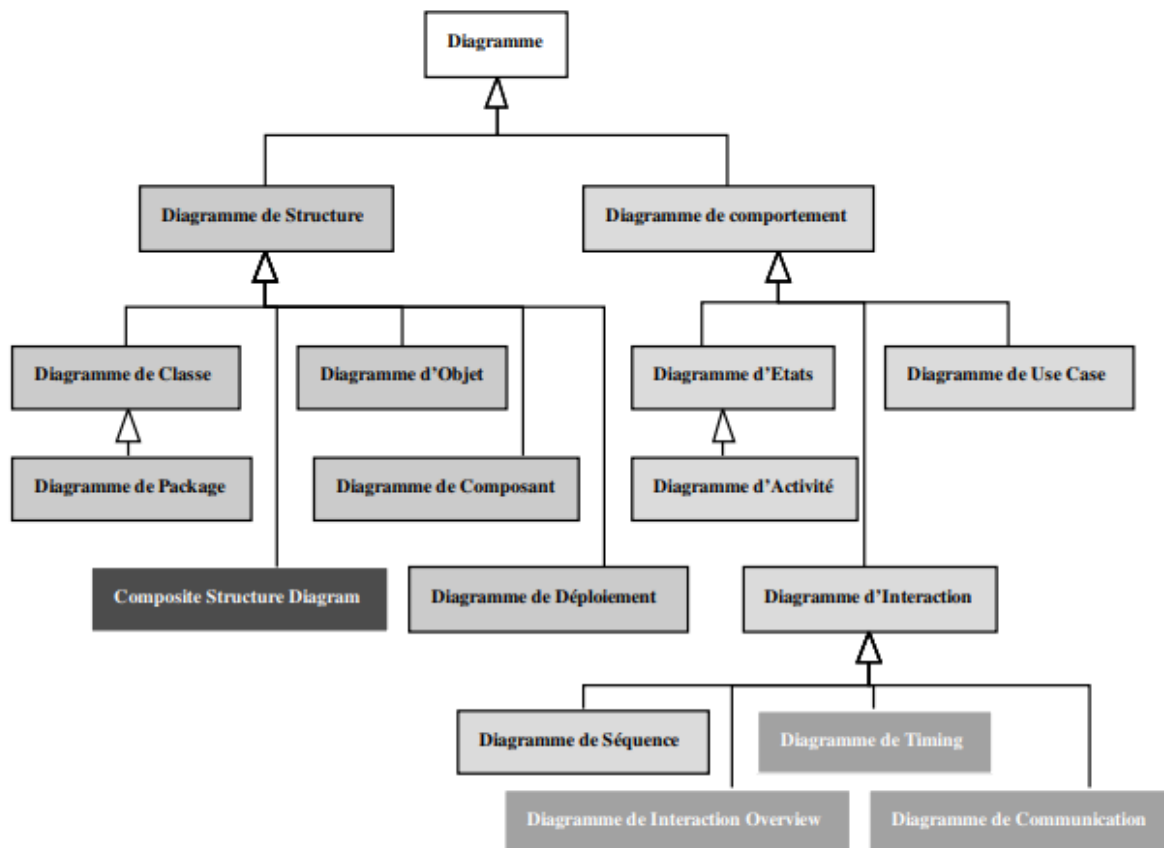 Diagramme
Diagramme de Structure
Diagramme de comportement
Diagramme de Classe
Diagramme d'Objet
Diagramme d'Etats
Diagramme de Use Case
Diagramme de Package
Diagramme de Composant
Diagramme d'Activité
Composite Structure Diagram
Diagramme de Déploiement
Diagramme d'Interaction
Diagramme de Séquence
Diagramme de Timing
Diagramme de Interaction Overview
Diagramme de Communication